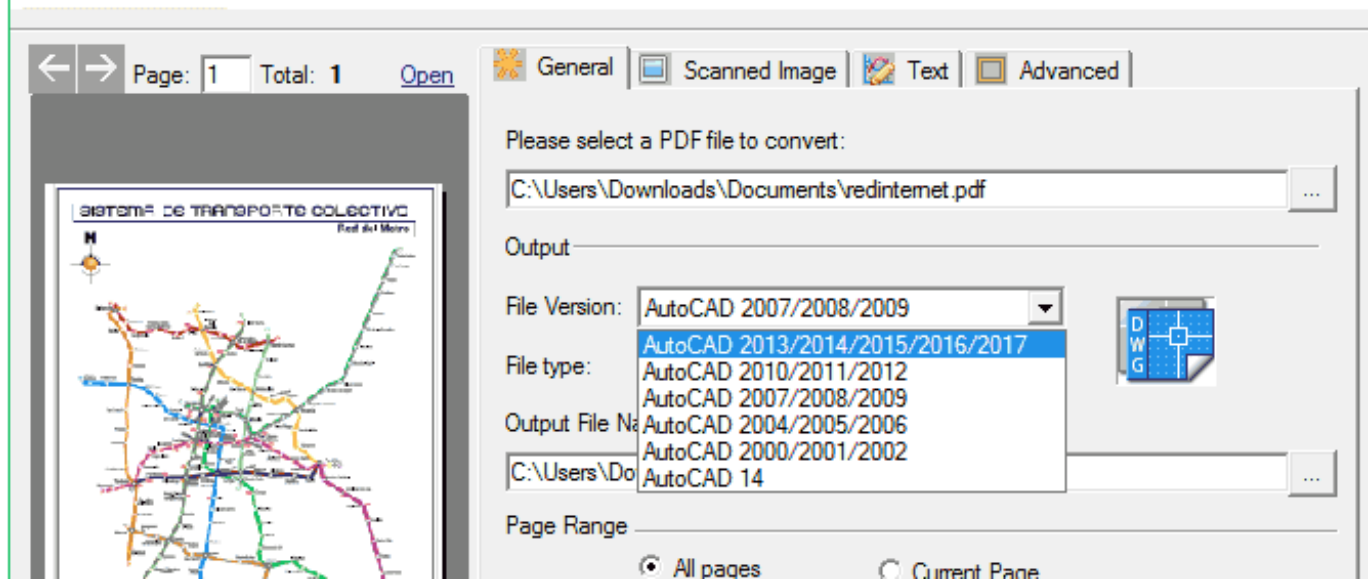 Page: 1 Total: 1 Open
General Scanned Image Text Advanced
Please select a PDF file to convert:
C:\Users\Downloads\Documents\redinternet.pdf ...
SISTEMA DE TRANSPORTE COLECTIVO
Red del Metro
N
Output
File Version: AutoCAD 2007/2008/2009
AutoCAD 2013/2014/2015/2016/2017
File type:
AutoCAD 2010/2011/2012
AutoCAD 2007/2008/2009
Output File Na
AutoCAD 2004/2005/2006
AutoCAD 2000/2001/2002
C:\Users\Do ...
AutoCAD 14
DWG
Page Range
All pages Current Page